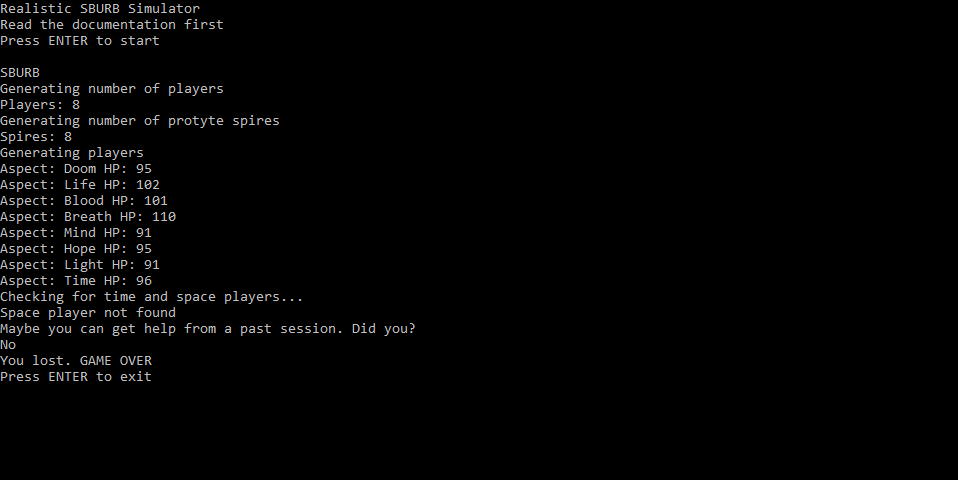 Realistic SBURB Simulator
Read the documentation first
Press ENTER to start
SBURB
Generating number of players
Players: 8
Generating number of protyte spires
Spires: 8
Generating players
Aspect: Doom HP: 95
Aspect: Life HP: 102
Aspect: Blood HP: 101
Aspect: Breath HP: 110
Aspect: Mind HP: 91
Aspect: Hope HP: 95
Aspect: Light HP: 91
Aspect: Time HP: 96
Checking for time and space players...
Space player not found
Maybe you can get help from a past session. Did you?
No
You lost. GAME OVER
Press ENTER to exit